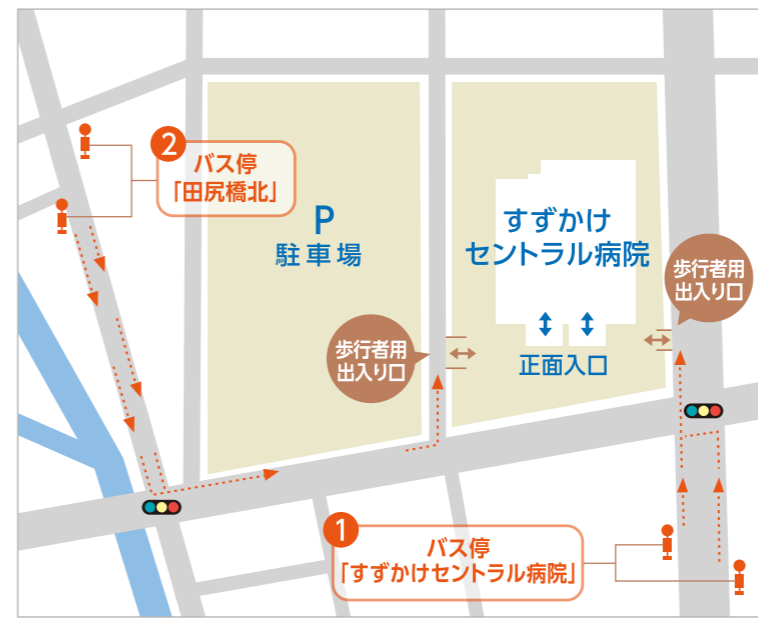 2
バス停
「田尻橋北」
P
駐車場
すずかけ
セントラル病院
歩行者用
出入り口
歩行者用
出入り口
正面入口
1
バス停
「すずかけセントラル病院」